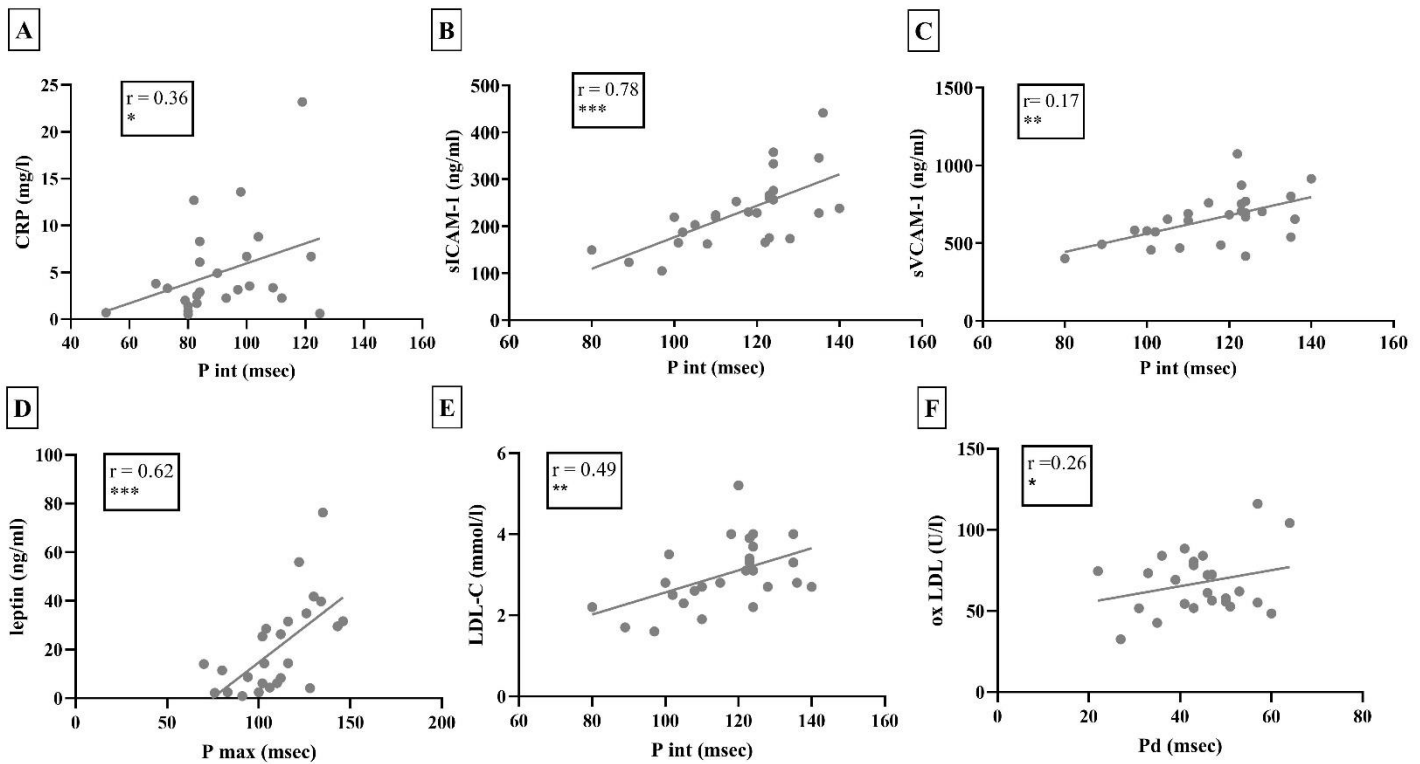 A
r = 0.36
*
CRP (mg/l)
25
20
15
10
5
0
40 60 80 100 120 140 160
P int (msec)
B
r = 0.78
***
sICAM-1 (ng/ml)
500
400
300
200
100
0
60 80 100 120 140 160
P int (msec)
C
r= 0.17
**
sVCAM-1 (ng/ml)
1500
1000
500
0
60 80 100 120 140 160
P int (msec)
D
r = 0.62
***
leptin (ng/ml)
100
80
60
40
20
0
0 50 100 150 200
P max (msec)
E
r = 0.49
**
LDL-C (mmol/l)
6
4
2
0
60 80 100 120 140 160
P int (msec)
F
r =0.26
*
ox LDL (U/l)
150
100
50
0
0 20 40 60 80
Pd (msec)